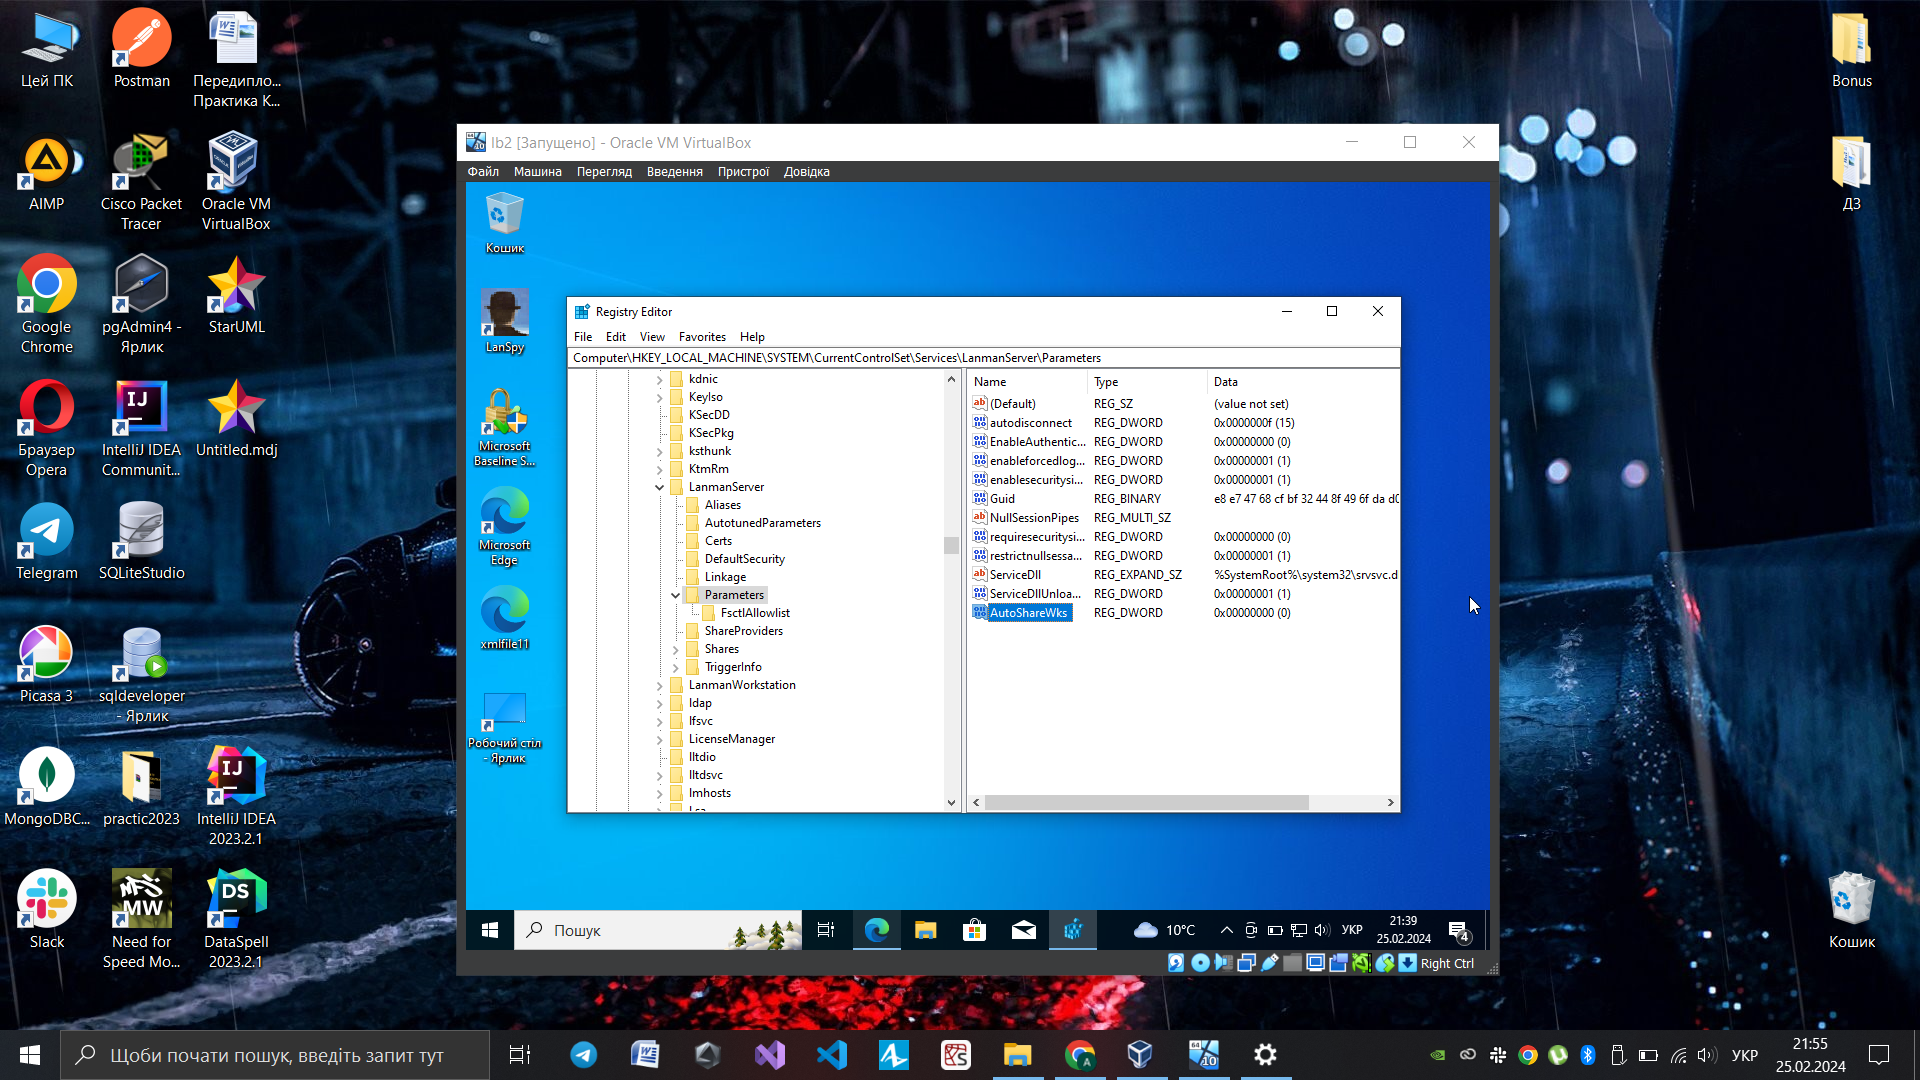 Цей ПК
Postman
Передипло...
Практика К...
AIMP
Cisco Packet
Tracer
Oracle VM
VirtualBox
Google
Chrome
pgAdmin4 -
Ярлик
StarUML
Браузер
Opera
IntelliJ IDEA
Communit...
Untitled.mdj
Telegram
SQLiteStudio
Picasa 3
sqldeveloper
- Ярлик
MongoDBC...
practic2023
IntelliJ IDEA
2023.2.1
Slack
Need for
Speed Mo...
DataSpell
2023.2.1
Bonus
ДЗ
Кошик
Ib2 [Запущено] - Oracle VM VirtualBox
Файл Машина Перегляд Введення Пристрої Довідка
Кошик
LanSpy
Microsoft
Baseline S...
Microsoft
Edge
xmlfile11
Робочий стіл
- Ярлик
Registry Editor
File Edit View Favorites Help
Computer\HKEY_LOCAL_MACHINE\SYSTEM\CurrentControlSet\Services\LanmanServer\Parameters
kdnic
KeyIso
KSecDD
KSecPkg
ksthunk
KtmRm
LanmanServer
Aliases
AutotunedParameters
Certs
DefaultSecurity
Linkage
Parameters
FsctlAllowlist
ShareProviders
Shares
TriggerInfo
LanmanWorkstation
ldap
lfsvc
LicenseManager
lltdio
lltdsvc
lmhosts
Name Type Data
(Default) REG_SZ (value not set)
autodisconnect REG_DWORD 0x0000000f (15)
EnableAuthentic... REG_DWORD 0x00000000 (0)
enableforcedlog... REG_DWORD 0x00000001 (1)
enablesecuritysi... REG_DWORD 0x00000001 (1)
Guid REG_BINARY e8 e7 47 68 cf bf 32 44 8f 49 6f da d0
NullSessionPipes REG_MULTI_SZ
requiresecuritysi... REG_DWORD 0x00000000 (0)
restrictnullsessa... REG_DWORD 0x00000001 (1)
ServiceDll REG_EXPAND_SZ %SystemRoot%\system32\srvsvc.d
ServiceDllUnloa... REG_DWORD 0x00000001 (1)
AutoShareWks REG_DWORD 0x00000000 (0)
Пошук
10°C
УКР
21:39
25.02.2024
4
Right Ctrl
Щоби почати пошук, введіть запит тут
УКР
21:55
25.02.2024